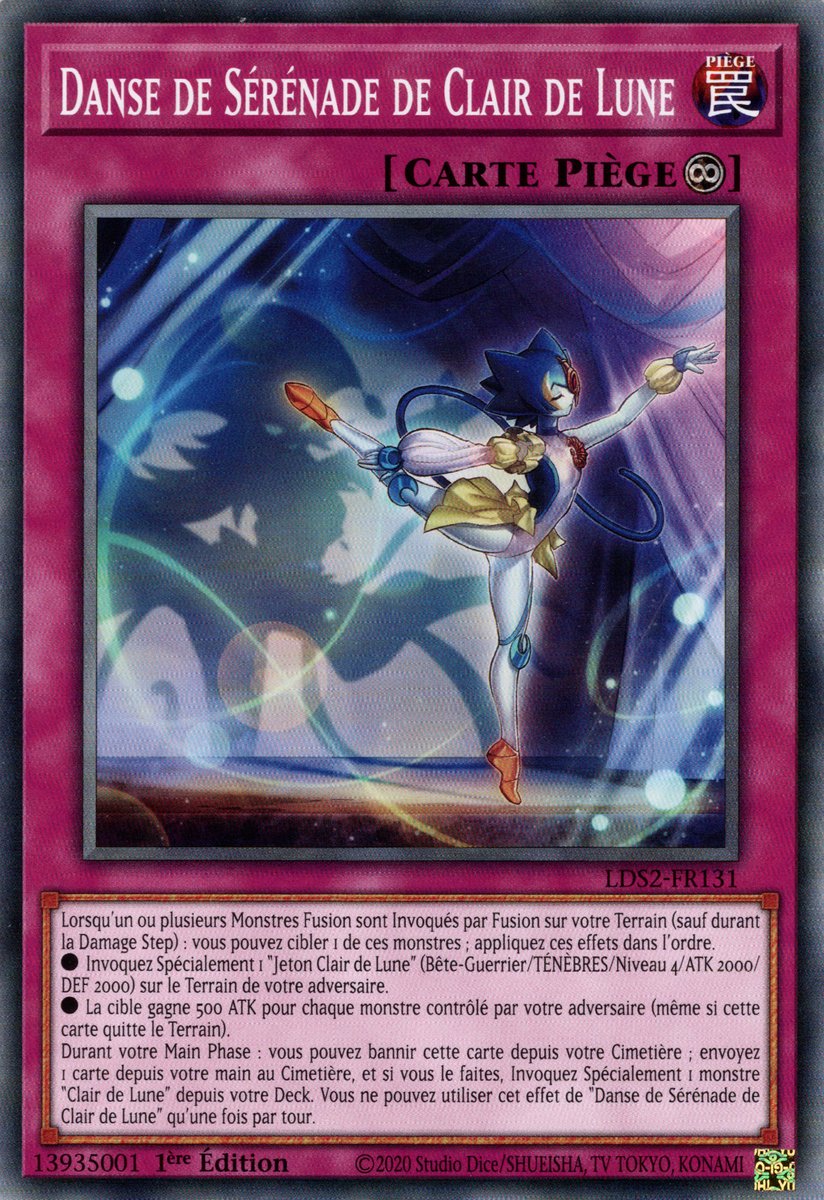 DANSE DE SÉRÉNADE DE CLAIR DE LUNE
PIÈGE
罠
[CARTE PIÈGE♾]
LDS2-FR131
Lorsqu'un ou plusieurs Monstres Fusion sont Invoqués par Fusion sur votre Terrain (sauf durant
la Damage Step) : vous pouvez cibler 1 de ces monstres ; appliquez ces effets dans l'ordre.
● Invoquez Spécialement 1 "Jeton Clair de Lune" (Bête-Guerrier/TÉNÈBRES/Niveau 4/ATK 2000/
DEF 2000) sur le Terrain de votre adversaire.
● La cible gagne 500 ATK pour chaque monstre contrôlé par votre adversaire (même si cette
carte quitte le Terrain).
Durant votre Main Phase : vous pouvez bannir cette carte depuis votre Cimetière ; envoyez
1 carte depuis votre main au Cimetière, et si vous le faites, Invoquez Spécialement 1 monstre
"Clair de Lune" depuis votre Deck. Vous ne pouvez utiliser cet effet de "Danse de Sérénade de
Clair de Lune" qu'une fois par tour.
13935001 1ère Édition ©2020 Studio Dice/SHUEISHA, TV TOKYO, KONAMI